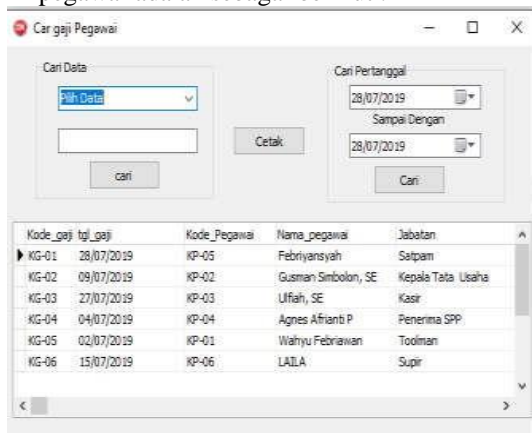 Car gaji Pegawai
Cari Data
Pilih Data
cari
Cetak
Cari Pertanggal
28/07/2019
Sampai Dengan
28/07/2019
Cari
Kode_gaji tgl_gaji Kode_Pegawai Nama_pegawai Jabatan
KG-01 28/07/2019 KP-05 Febriyansyah Satpam
KG-02 09/07/2019 KP-02 Gusman Simbolon, SE Kepala Tata Usaha
KG-03 27/07/2019 KP-03 Ulfiah, SE Kasir
KG-04 04/07/2019 KP-04 Agnes Afrianti P Penerima SPP
KG-05 02/07/2019 KP-01 Wahyu Febriawan Toolman
KG-06 15/07/2019 KP-06 LAILA Supir